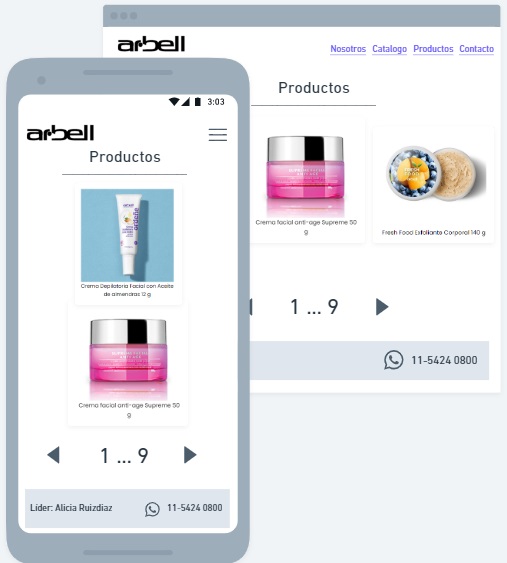 arbell
Nosotros Catalogo Productos Contacto
Productos
Crema facial anti-age Supreme 50
g
Fresh Food Exfoliante Corporal 140 g
1 ... 9
11-5424 0800
3:03
arbell
Productos
Crema Depilatoria Facial con Aceite
de almendras 12 g
Crema facial anti-age Supreme 50
g
1 ... 9
Líder: Alicia Ruizdiaz
11-5424 0800